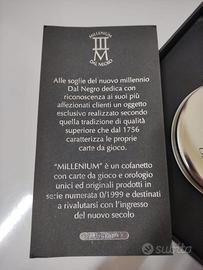 MILLENIUM
DAL NEGRO
Alle soglie del nuovo millennio
Dal Negro dedica con
riconoscenza ai suoi più
affezionati clienti un oggetto
esclusivo realizzato secondo
quella tradizione di qualità
superiore che dal 1756
caratterizza le proprie
carte da gioco.
“MILLENIUM” è un cofanetto
con carte da gioco e orologio
unici ed originali prodotti in
serie numerata 0/1999 e destinati
a rivalutarsi con l'ingresso
del nuovo secolo
subito